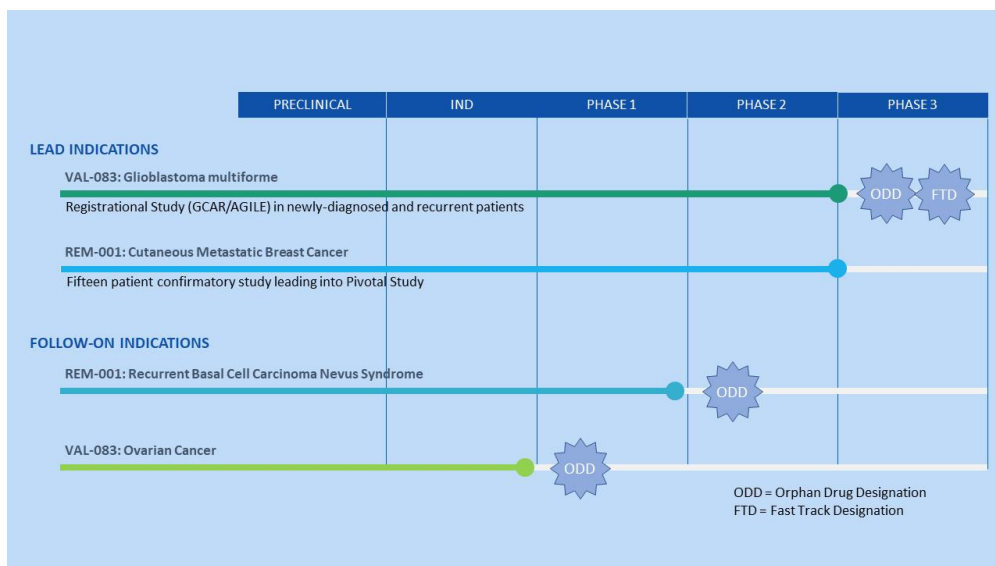 PRECLINICAL IND PHASE 1 PHASE 2 PHASE 3
LEAD INDICATIONS
VAL-083: Glioblastoma multiforme
ODD FTD
Registrational Study (GCAR/AGILE) in newly-diagnosed and recurrent patients
REM-001: Cutaneous Metastatic Breast Cancer
Fifteen patient confirmatory study leading into Pivotal Study
FOLLOW-ON INDICATIONS
REM-001: Recurrent Basal Cell Carcinoma Nevus Syndrome
ODD
VAL-083: Ovarian Cancer
ODD
ODD = Orphan Drug Designation
FTD = Fast Track Designation